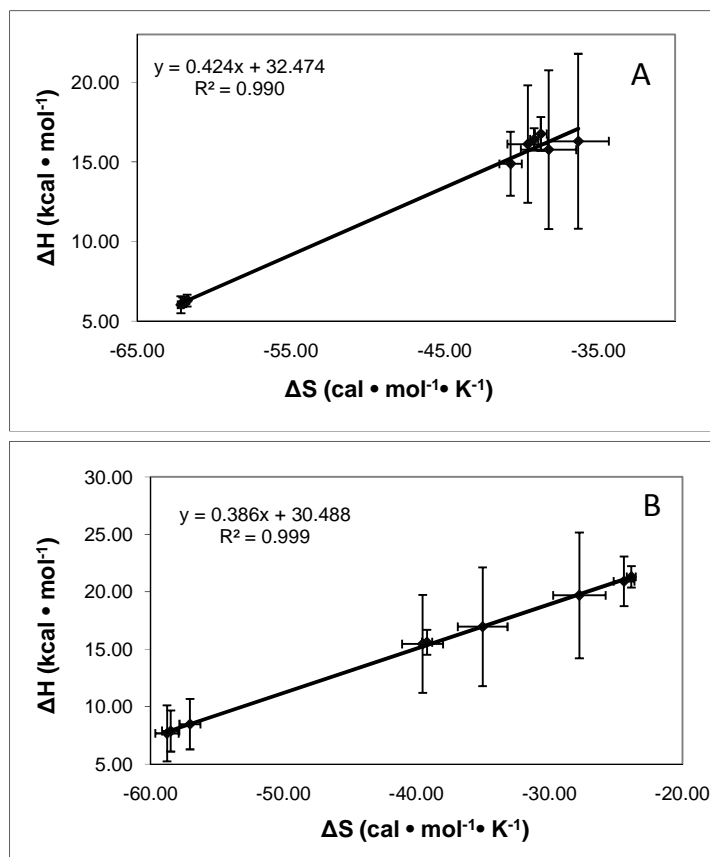 A
y = 0.424x + 32.474
R² = 0.990
20.00
15.00
10.00
5.00
ΔH (kcal • mol⁻¹)
-65.00 -55.00 -45.00 -35.00
ΔS (cal • mol⁻¹• K⁻¹)
B
y = 0.386x + 30.488
R² = 0.999
30.00
25.00
20.00
15.00
10.00
5.00
ΔH (kcal • mol⁻¹)
-60.00 -50.00 -40.00 -30.00 -20.00
ΔS (cal • mol⁻¹• K⁻¹)